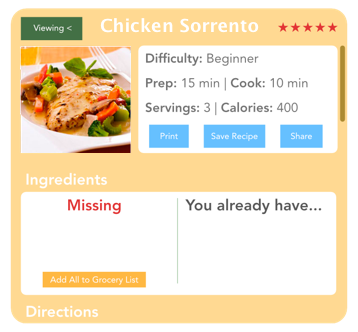 Viewing <
Chicken Sorrento
Difficulty: Beginner
Prep: 15 min | Cook: 10 min
Servings: 3 | Calories: 400
Print
Save Recipe
Share
Ingredients
Missing
You already have...
Add All to Grocery List
Directions